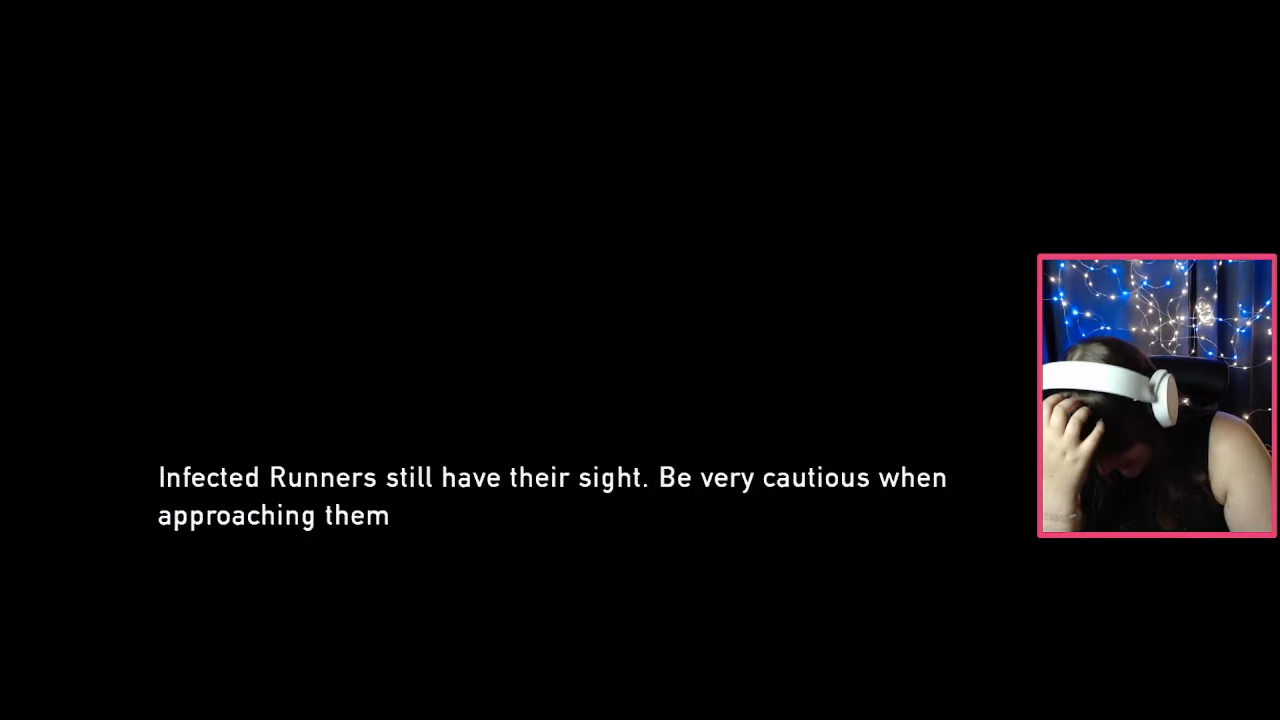 Infected Runners still have their sight. Be very cautious when
approaching them